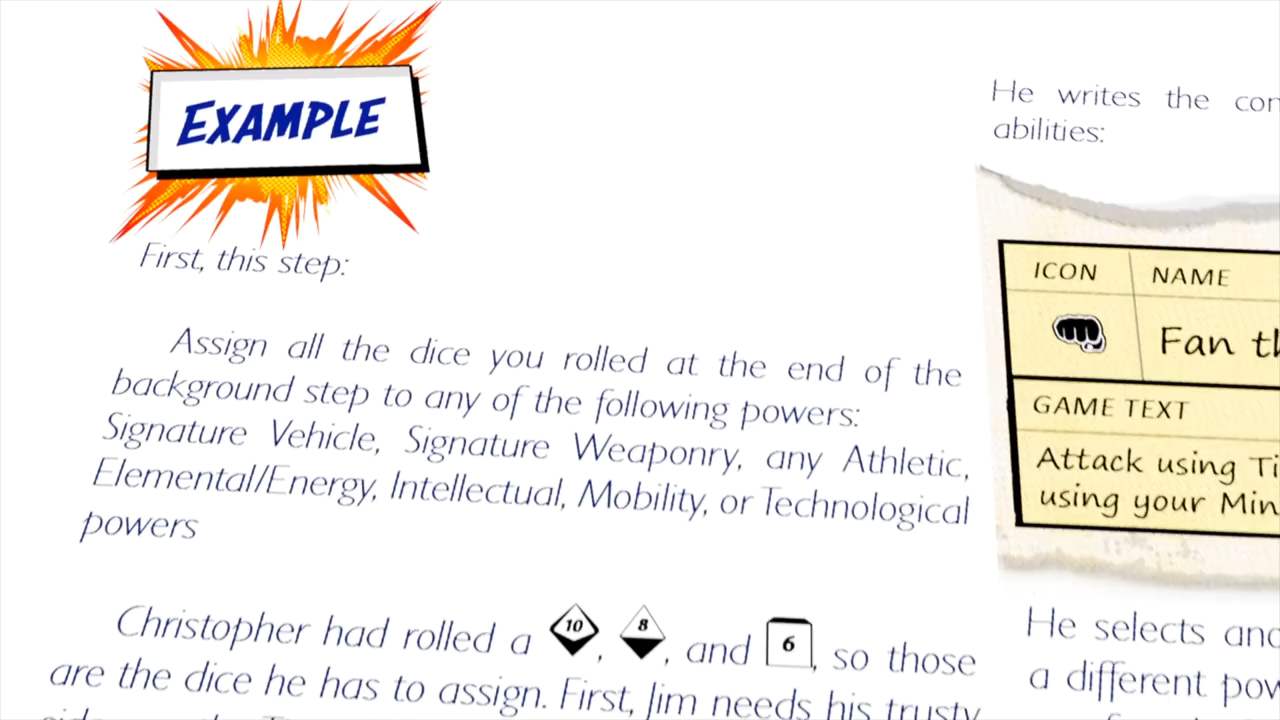 EXAMPLE
First, this step:
Assign all the dice you rolled at the end of the
background step to any of the following powers:
Signature Vehicle, Signature Weaponry, any Athletic,
Elemental/Energy, Intellectual, Mobility, or Technological
powers
Christopher had rolled a 10, 8, and 6, so those
are the dice he has to assign. First, Jim needs his trusty
He writes the
abilities:
ICON NAME
Fan
GAME TEXT
Attack using
using your
He selects
a different